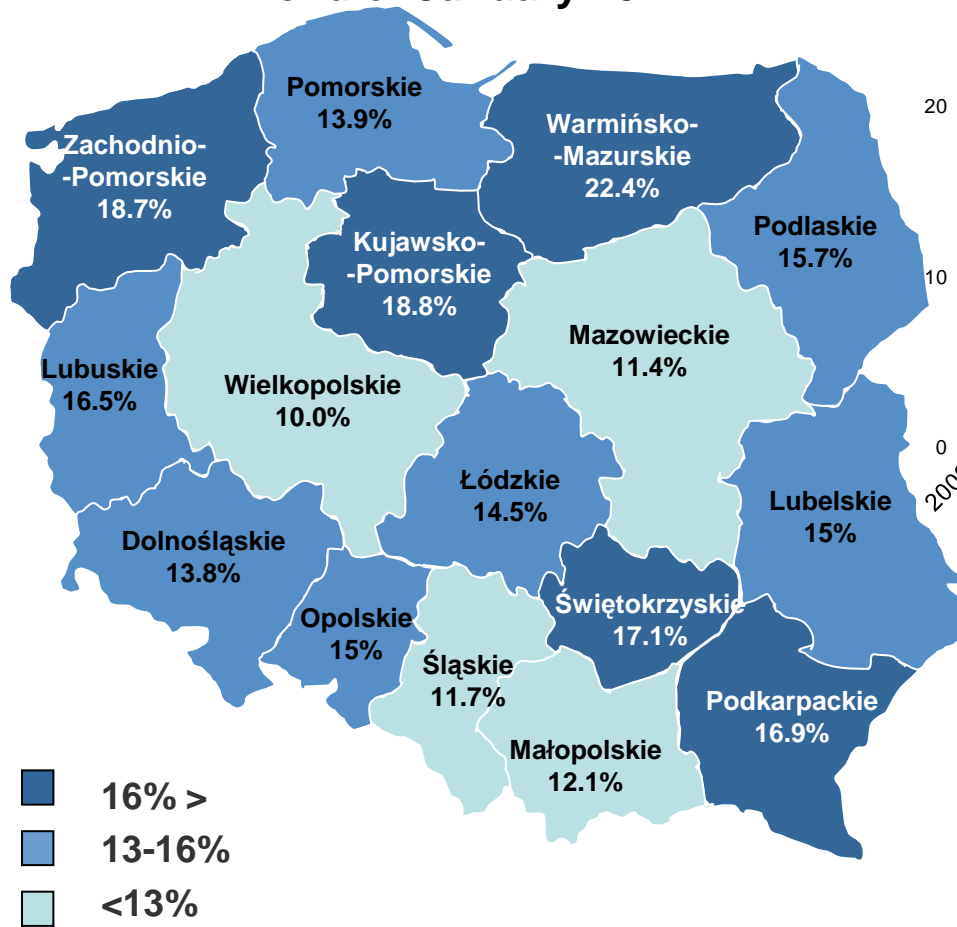 Pomorskie
13.9%
Zachodnio-
-Pomorskie
18.7%
Warmińsko-
-Mazurskie
22.4%
Podlaskie
15.7%
Kujawsko-
-Pomorskie
18.8%
Mazowieckie
11.4%
Lubuskie
16.5%
Wielkopolskie
10.0%
Łódzkie
14.5%
Lubelskie
15%
Dolnośląskie
13.8%
Opolskie
15%
Świętokrzyskie
17.1%
Śląskie
11.7%
Podkarpackie
16.9%
Małopolskie
12.1%
16% >
13-16%
<13%
20
10
0